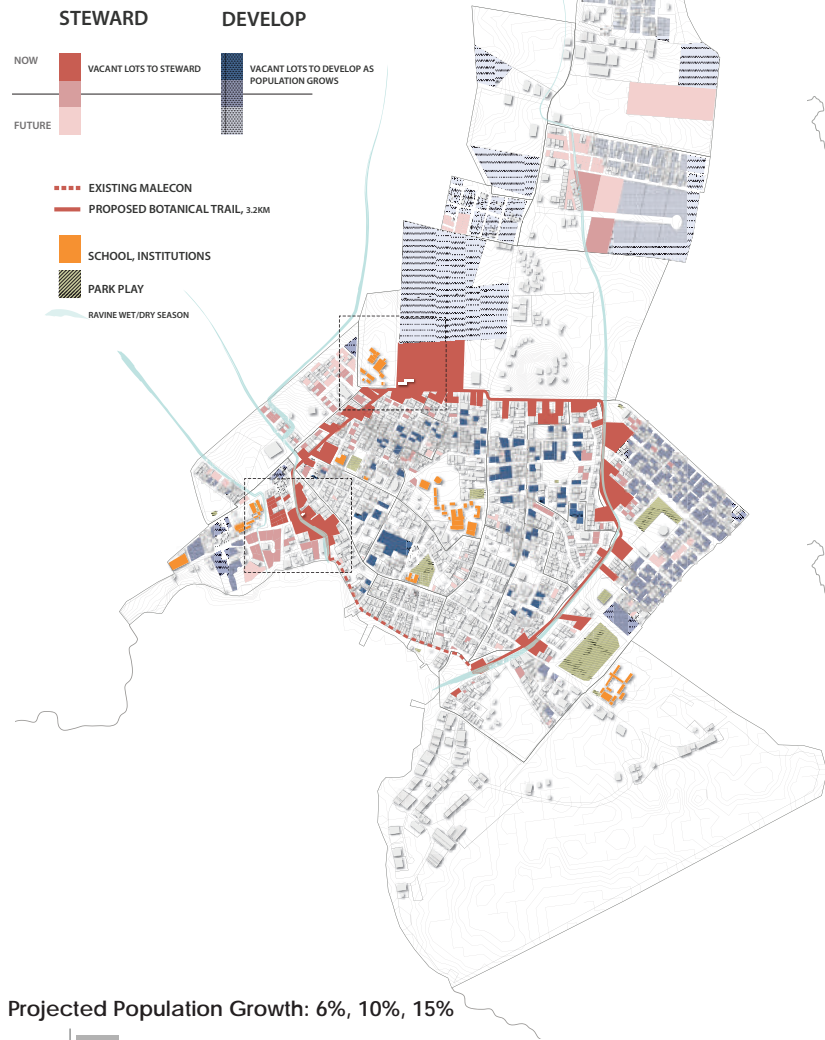 STEWARD
DEVELOP
NOW
VACANT LOTS TO STEWARD
VACANT LOTS TO DEVELOP AS
POPULATION GROWS
FUTURE
EXISTING MALECON
PROPOSED BOTANICAL TRAIL, 3.2KM
SCHOOL, INSTITUTIONS
PARK PLAY
RAVINE WET/DRY SEASON
Projected Population Growth: 6%, 10%, 15%